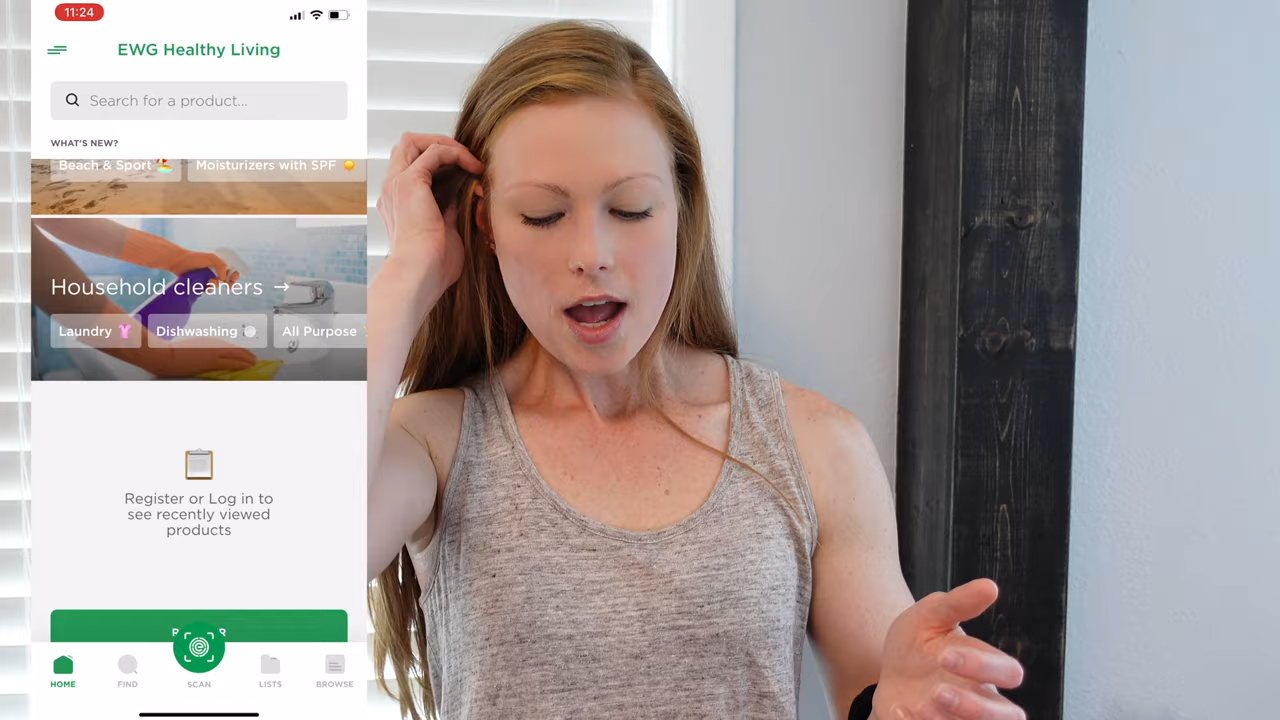 11:24
EWG Healthy Living
Search for a product...
WHAT'S NEW?
Beach & Sport
Moisturizers with SPF
Household cleaners →
Laundry
Dishwashing
All Purpose
Register or Log in to
see recently viewed
products
HOME
FIND
SCAN
LISTS
BROWSE